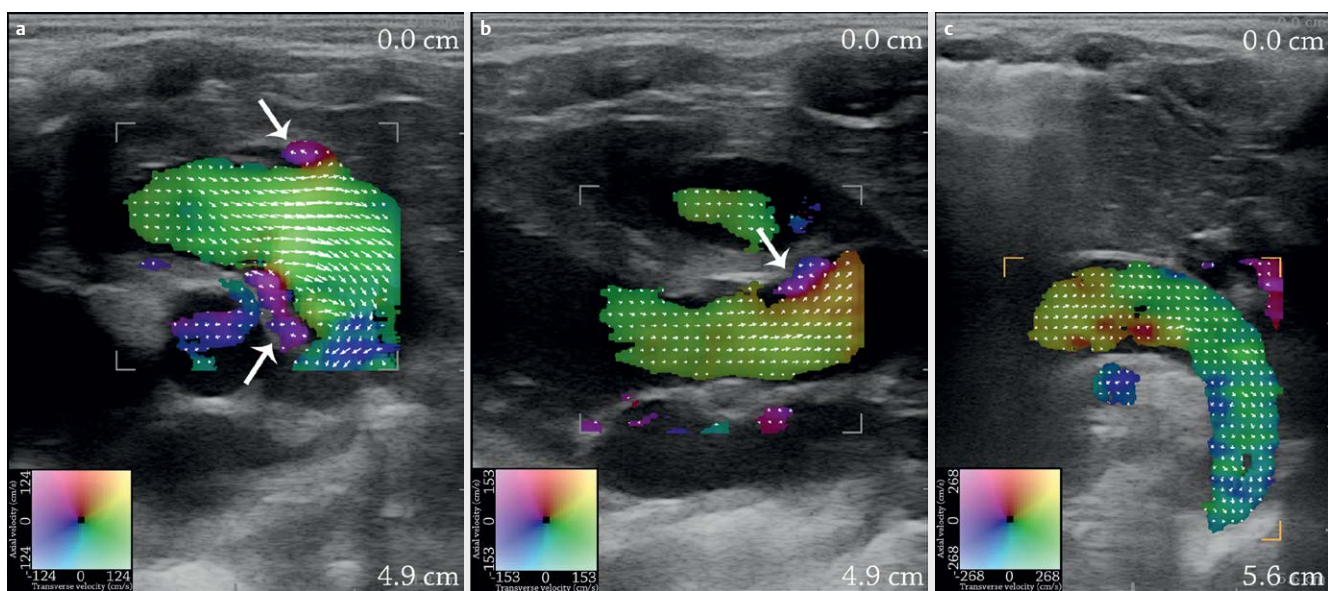 a
0.0 cm
Axial velocity (cm/s)
124
0
-124
-124 0 124
Transverse velocity (cm/s)
4.9 cm
b
0.0 cm
Axial velocity (cm/s)
153
0
-153
-153 0 153
Transverse velocity (cm/s)
4.9 cm
c
0.0 cm
Axial velocity (cm/s)
268
0
-268
-268 0 268
Transverse velocity (cm/s)
5.6 cm